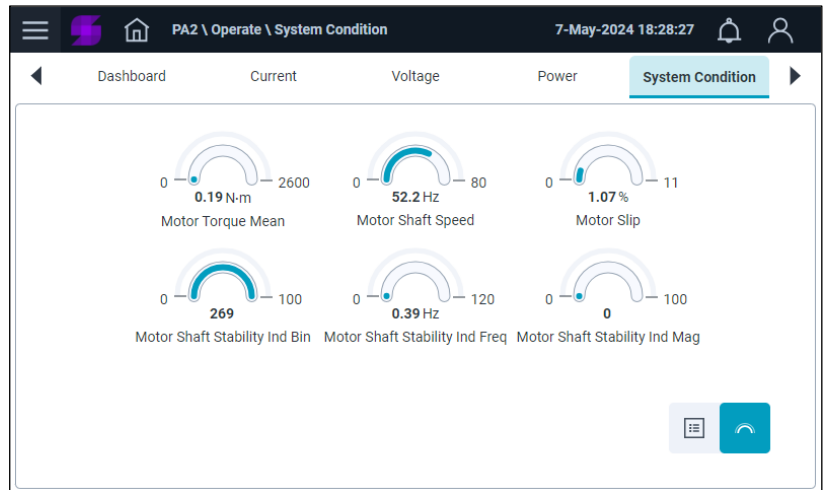 PA2 \ Operate \ System Condition 7-May-2024 18:28:27
Dashboard Current Voltage Power System Condition
0 2600 0 80 0 11
0.19 N·m 52.2 Hz 1.07 %
Motor Torque Mean Motor Shaft Speed Motor Slip
0 100 0 120 0 100
269 0.39 Hz 0
Motor Shaft Stability Ind Bin Motor Shaft Stability Ind Freq Motor Shaft Stability Ind Mag